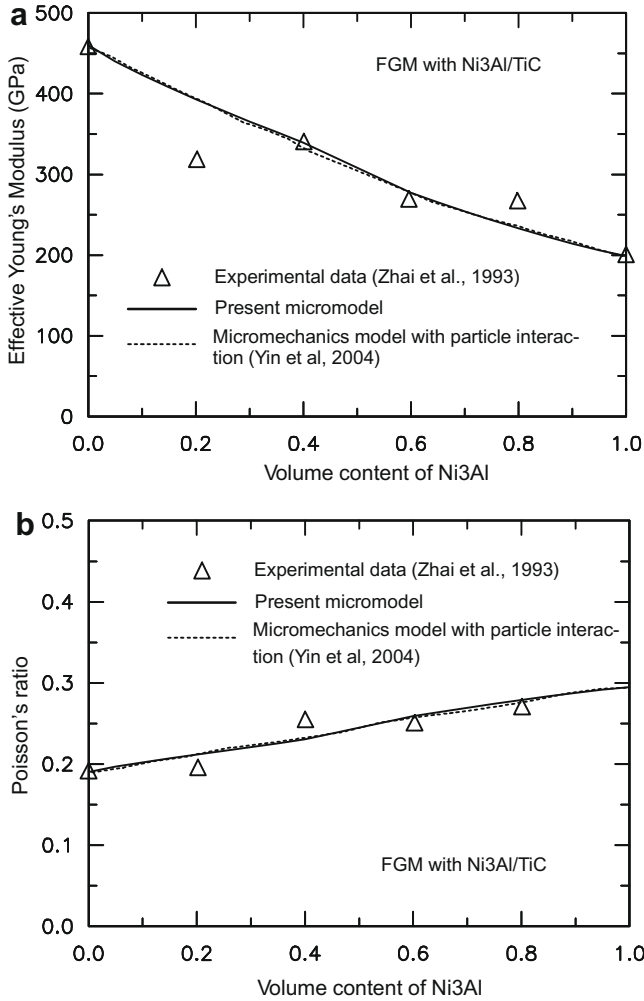 a
500
400
300
200
100
0
Effective Young's Modulus (GPa)
FGM with Ni3Al/TiC
Experimental data (Zhai et al., 1993)
Present micromodel
Micromechanics model with particle interac-
tion (Yin et al, 2004)
0.0 0.2 0.4 0.6 0.8 1.0
Volume content of Ni3Al
b
0.5
0.4
0.3
0.2
0.1
0.0
Poisson's ratio
Experimental data (Zhai et al., 1993)
Present micromodel
Micromechanics model with particle interac-
tion (Yin et al, 2004)
FGM with Ni3Al/TiC
0.0 0.2 0.4 0.6 0.8 1.0
Volume content of Ni3Al